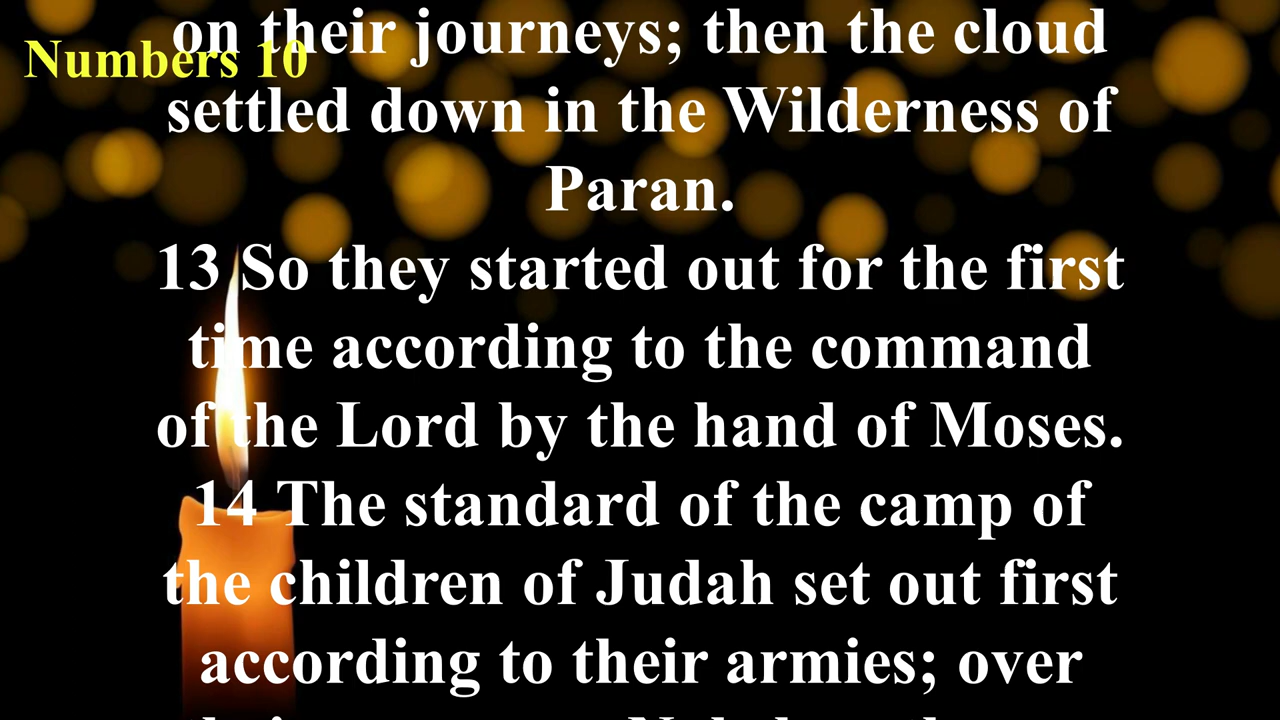 Numbers 10
on their journeys; then the cloud
settled down in the Wilderness of
Paran.
13 So they started out for the first
time according to the command
of the Lord by the hand of Moses.
14 The standard of the camp of
the children of Judah set out first
according to their armies; over